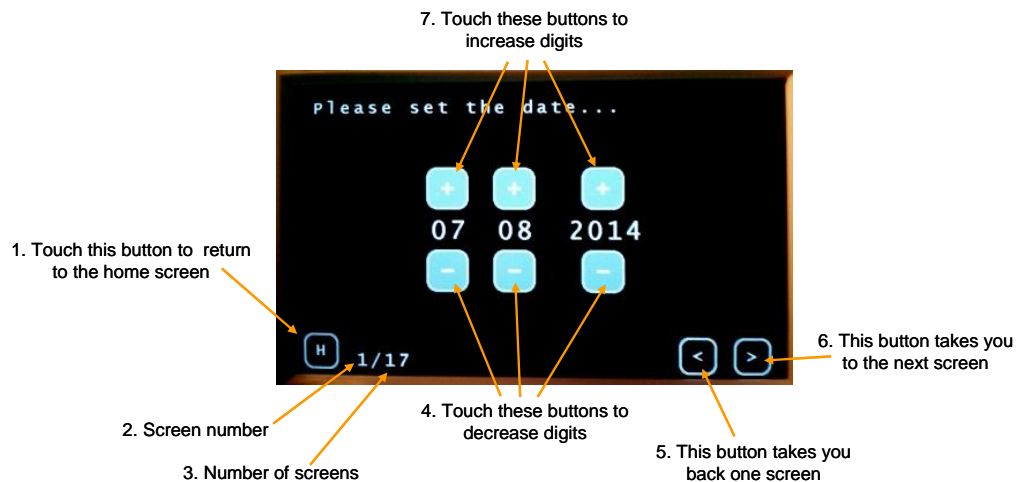 7. Touch these buttons to
increase digits
Please set the date...
+ + +
07 08 2014
- - -
1. Touch this button to return
to the home screen
H
1/17
< >
6. This button takes you
to the next screen
4. Touch these buttons to
decrease digits
2. Screen number
3. Number of screens
5. This button takes you
back one screen